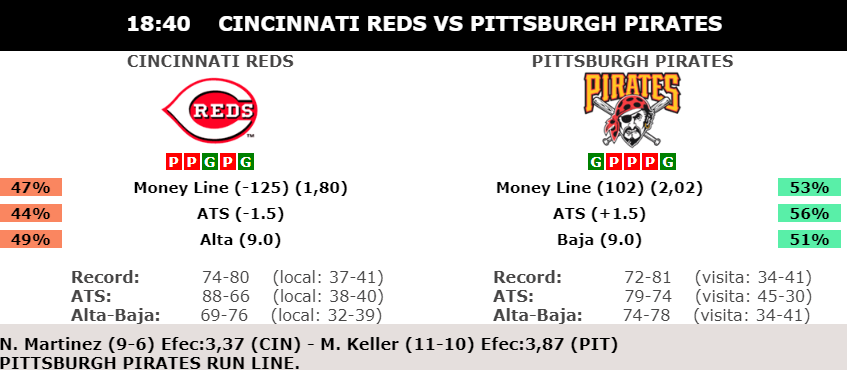 18:40 CINCINNATI REDS VS PITTSBURGH PIRATES
CINCINNATI REDS PITTSBURGH PIRATES
REDS PIRATES
P P G P G G P P P G
47% Money Line (-125) (1,80) Money Line (102) (2,02) 53%
44% ATS (-1.5) ATS (+1.5) 56%
49% Alta (9.0) Baja (9.0) 51%
Record: 74-80 (local: 37-41) Record: 72-81 (visita: 34-41)
ATS: 88-66 (local: 38-40) ATS: 79-74 (visita: 45-30)
Alta-Baja: 69-76 (local: 32-39) Alta-Baja: 74-78 (visita: 34-41)
N. Martinez (9-6) Efec:3,37 (CIN) - M. Keller (11-10) Efec:3,87 (PIT)
PITTSBURGH PIRATES RUN LINE.